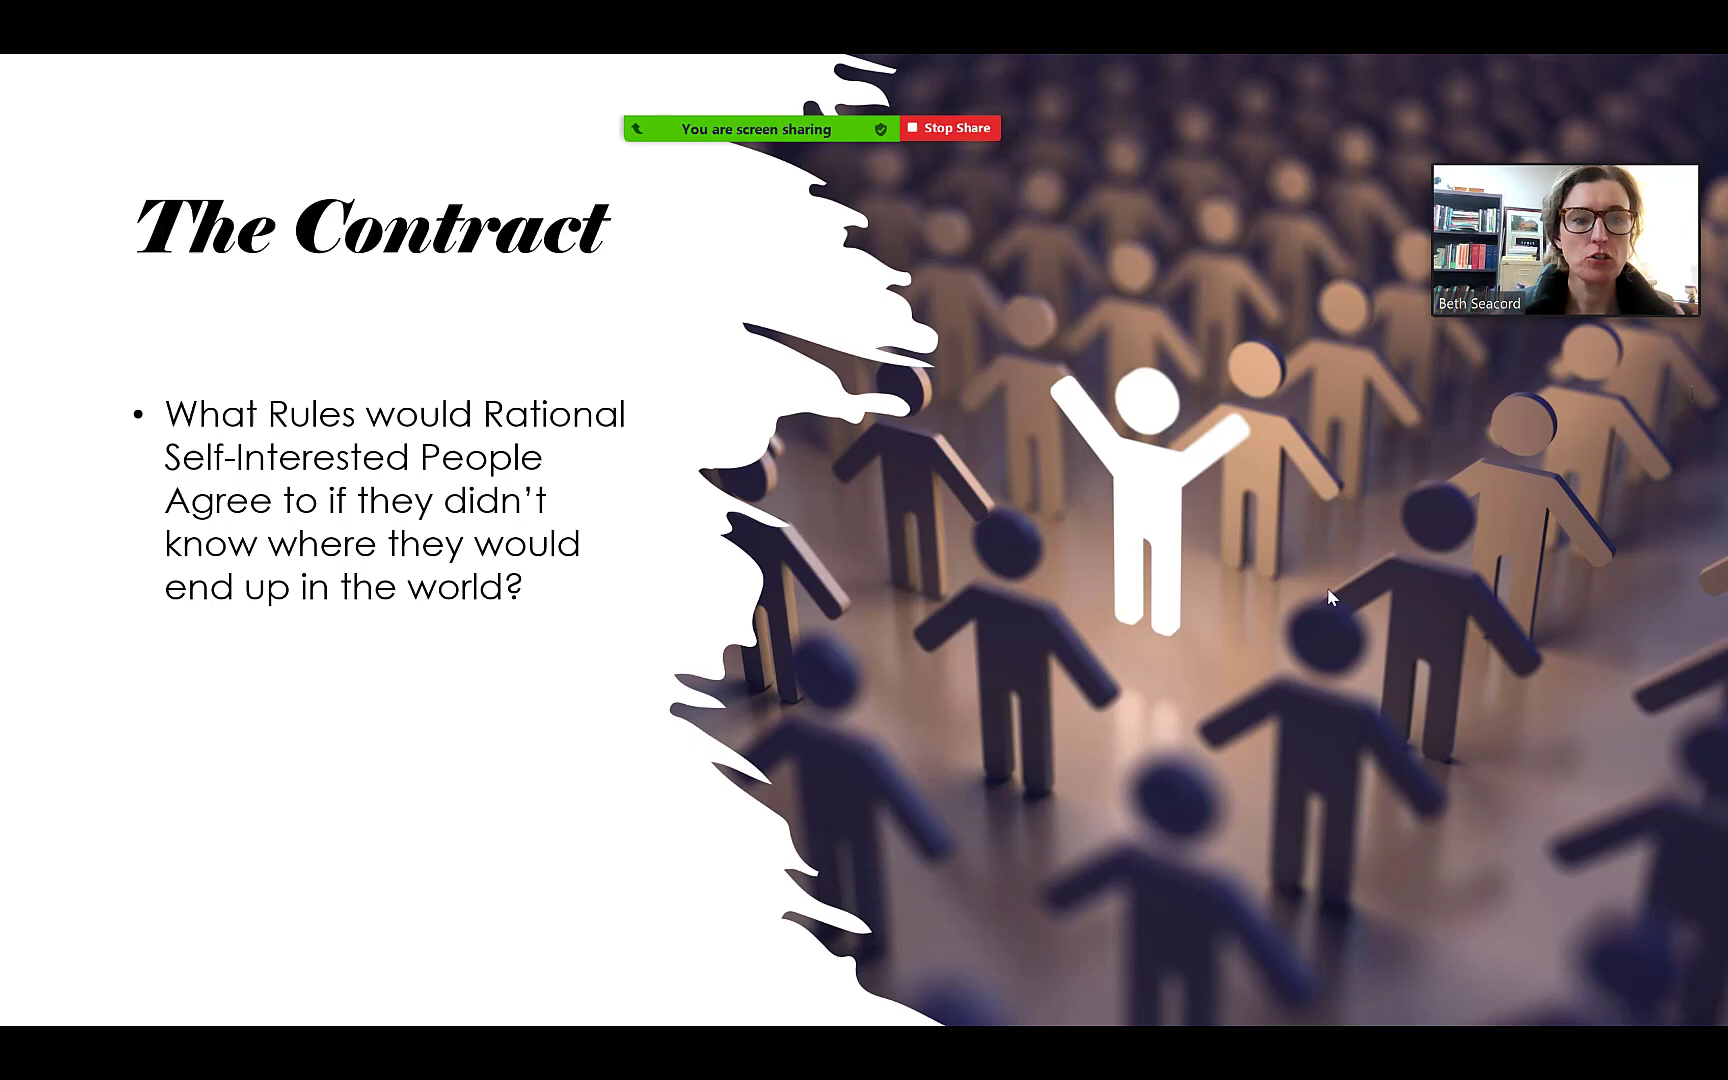 You are screen sharing
Stop Share
The Contract
Beth Seacord
• What Rules would Rational
Self-Interested People
Agree to if they didn’t
know where they would
end up in the world?